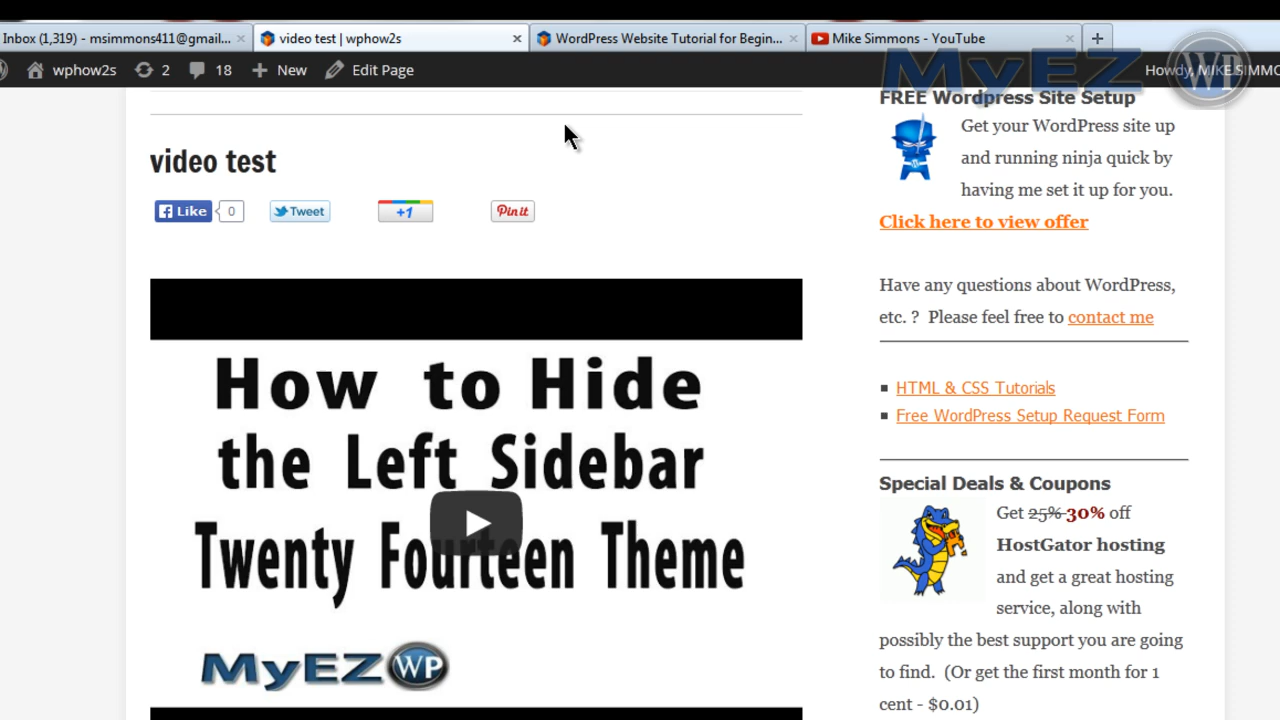 Inbox (1,319) - msimmons411@gmail...
video test | wphow2s
WordPress Website Tutorial for Begin...
Mike Simmons - YouTube
wphow2s
2
18
New
Edit Page
Howdy, MIKE SIMMO
MyEZ WP
video test
Like 0
Tweet
+1
Pin it
How to Hide
the Left Sidebar
Twenty Fourteen Theme
MyEZ WP
FREE Wordpress Site Setup
Get your WordPress site up
and running ninja quick by
having me set it up for you.
Click here to view offer
Have any questions about WordPress,
etc. ? Please feel free to contact me
HTML & CSS Tutorials
Free WordPress Setup Request Form
Special Deals & Coupons
Get 25% 30% off
HostGator hosting
and get a great hosting
service, along with
possibly the best support you are going
to find. (Or get the first month for 1
cent - $0.01)